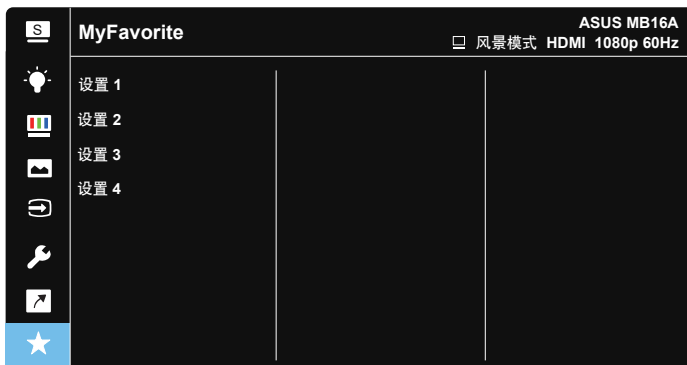 S
MyFavorite
ASUS MB16A
风景模式 HDMI 1080p 60Hz
设置 1
设置 2
设置 3
设置 4